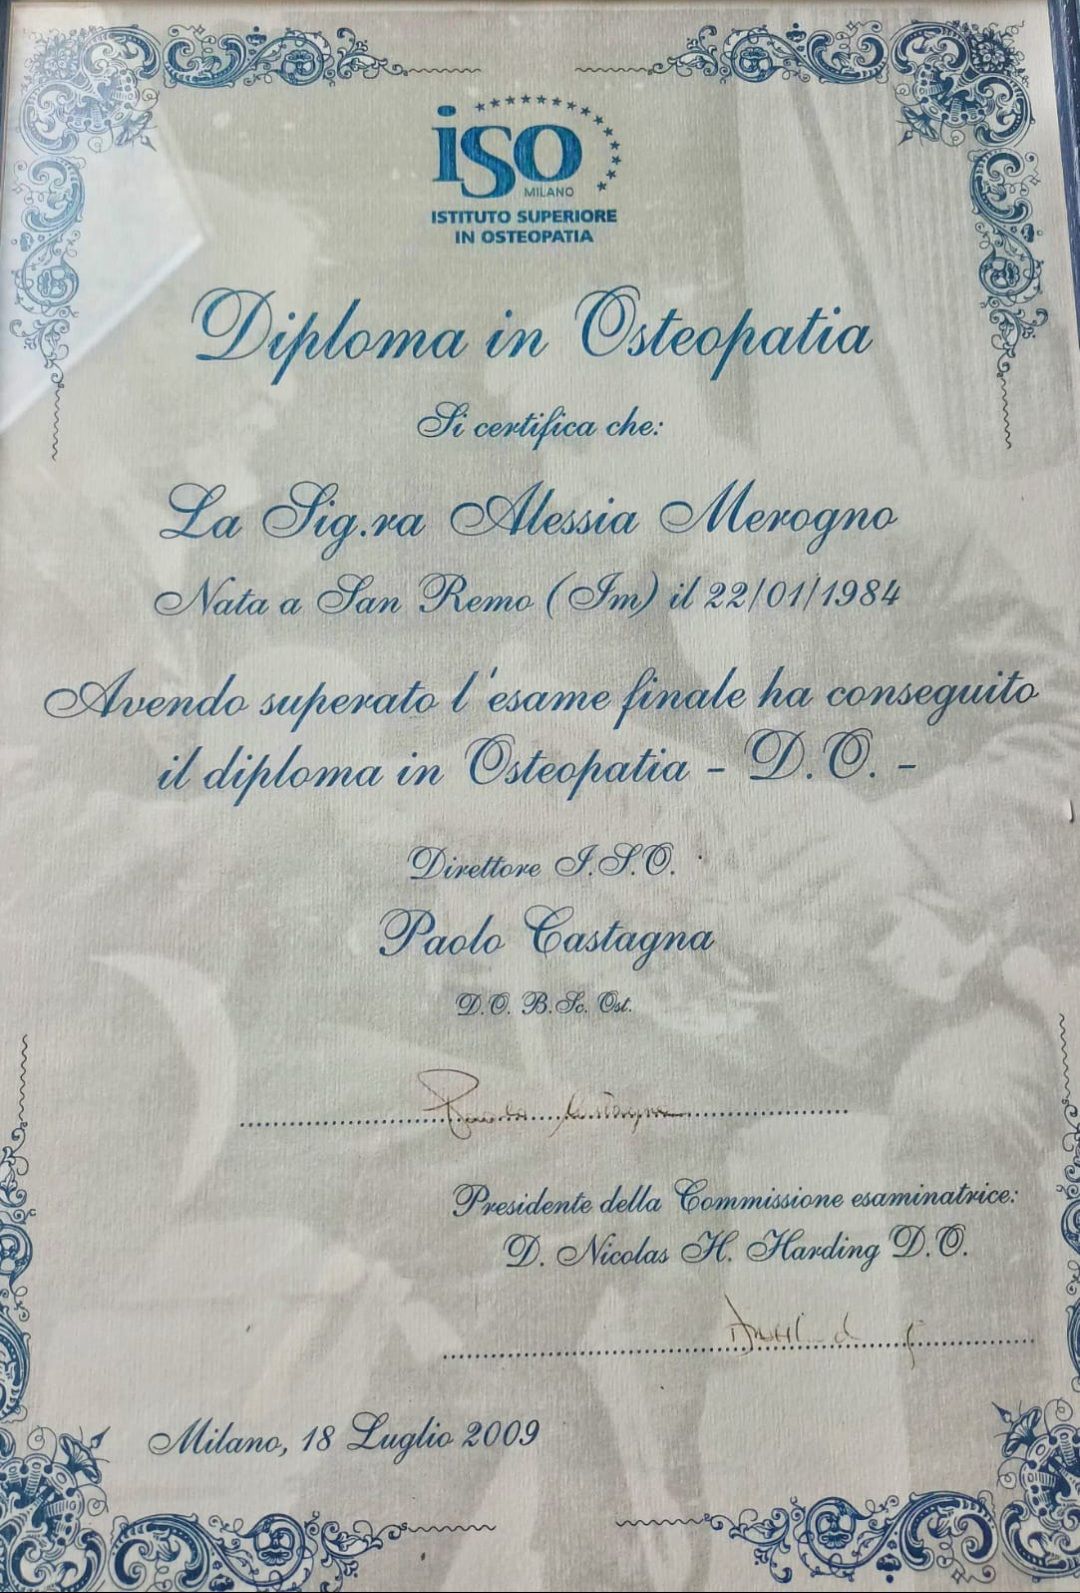 iso
MILANO
ISTITUTO SUPERIORE
IN OSTEOPATIA
Diploma in Osteopatia
Si certifica che:
La Sig.ra Alessia Merogno
Nata a San Remo (Im) il 22/01/1984
Avendo superato l'esame finale ha conseguito
il diploma in Osteopatia - D.O. -
Direttore I.S.O.
Paolo Castagna
D.O. B.Sc. Ost.
Paolo Castagna
Presidente della Commissione esaminatrice:
D. Nicolas H. Harding D.O.
Milano, 18 Luglio 2009